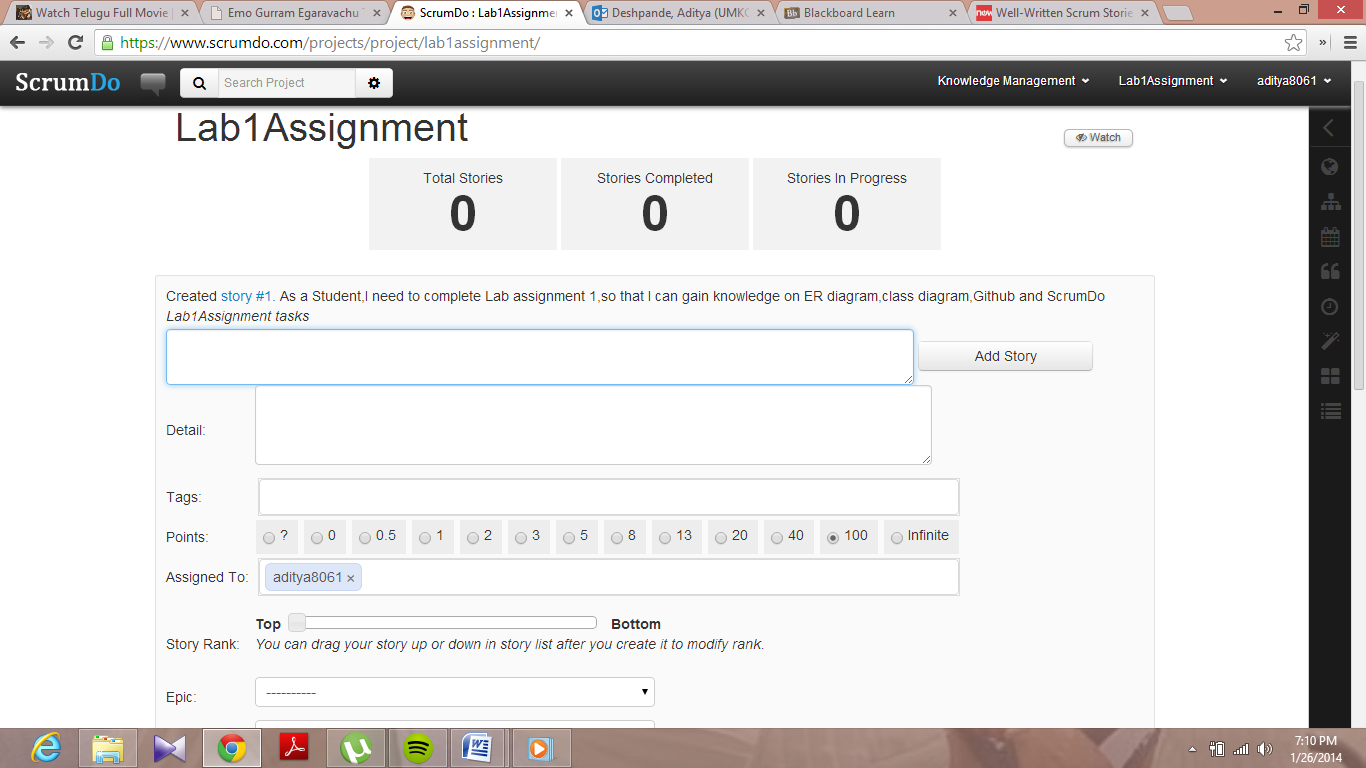 Watch Telugu Full Movie
Emo Gurram Egaravachu
ScrumDo : Lab1Assignme
Deshpande, Aditya (UMKC
Blackboard Learn
Well-Written Scrum Storie
https://www.scrumdo.com/projects/project/lab1assignment/
ScrumDo
Search Project
Knowledge Management
Lab1Assignment
aditya8061
Lab1Assignment
Watch
Total Stories
0
Stories Completed
0
Stories In Progress
0
Created story #1. As a Student,I need to complete Lab assignment 1,so that I can gain knowledge on ER diagram,class diagram,Github and ScrumDo
Lab1Assignment tasks
Add Story
Detail:
Tags:
Points: ? 0 0.5 1 2 3 5 8 13 20 40 100 Infinite
Assigned To: aditya8061 ×
Top Bottom
Story Rank: You can drag your story up or down in story list after you create it to modify rank.
Epic: ----------
7:10 PM
1/26/2014